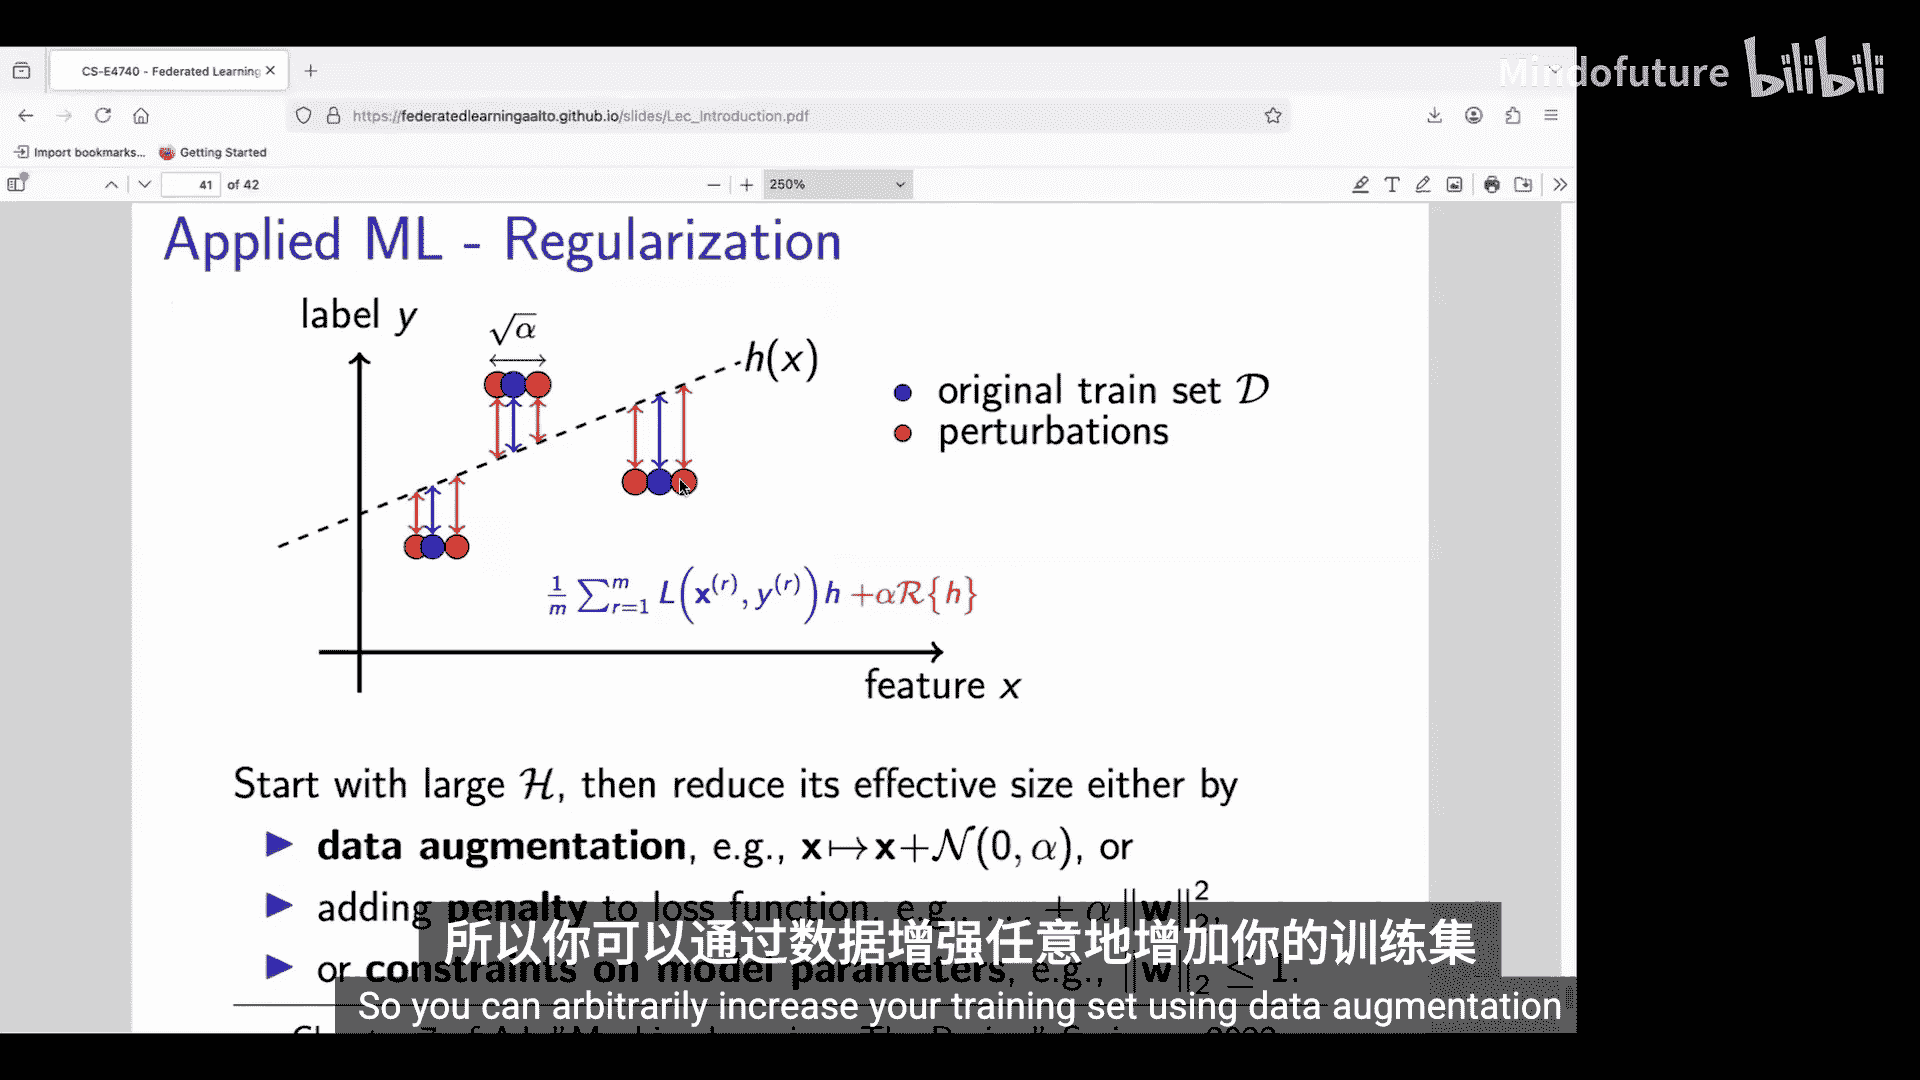 Mindofuture bilibili
CS-E4740 - Federated Learning
https://federatedlearningaalto.github.io/slides/Lec_Introduction.pdf
Import bookmarks... Getting Started
41 of 42 250%
Applied ML - Regularization
label y
√α
h(x)
original train set 𝒟
perturbations
1/m ∑_{r=1}^{m} L(x^{(r)}, y^{(r)})h +αℛ{h}
feature x
Start with large ℋ, then reduce its effective size either by
data augmentation, e.g., x↦x+𝒩(0, α), or
adding penalty to loss function, e.g., ... + α‖w‖₂²,
or constraints on model parameters, e.g., ‖w‖₂ ≤ 1.
所以你可以通过数据增强任意地增加你的训练集
So you can arbitrarily increase your training set using data augmentation